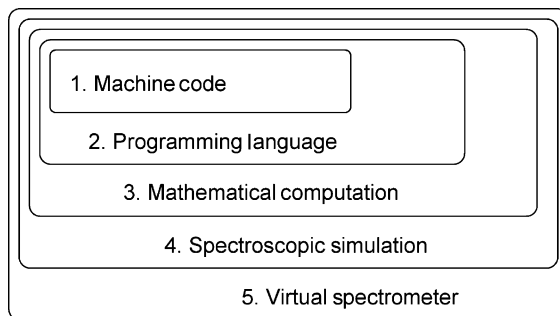 1. Machine code
2. Programming language
3. Mathematical computation
4. Spectroscopic simulation
5. Virtual spectrometer